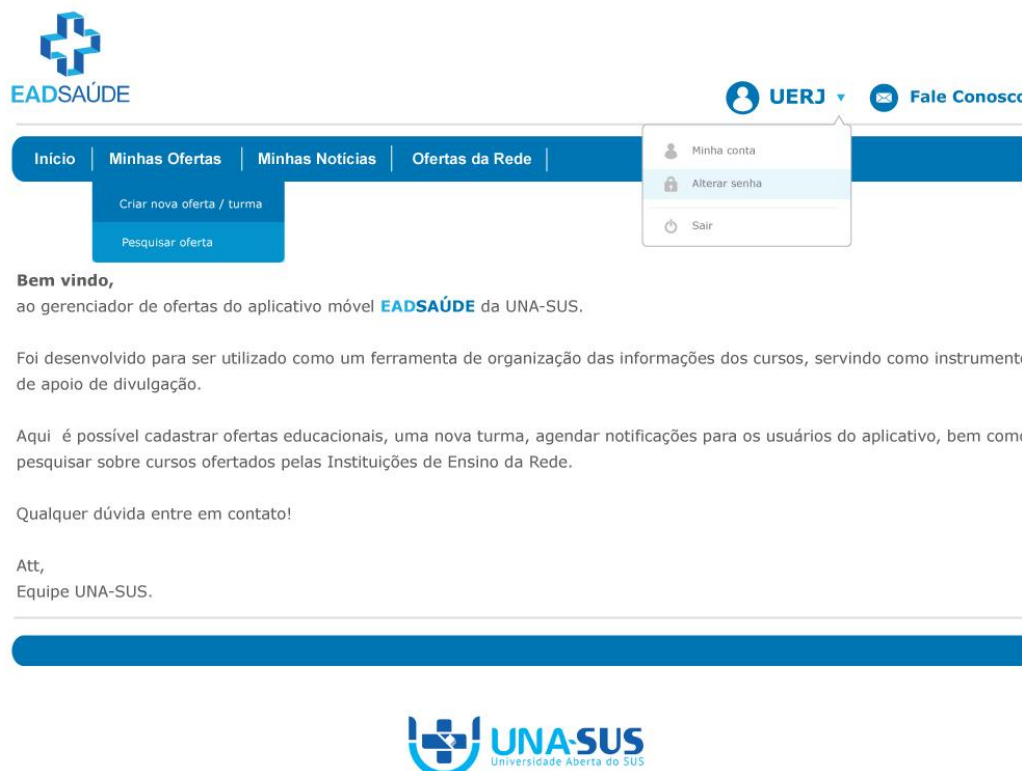 EADSAÚDE
UERJ
Fale Conosco
Início
Minhas Ofertas
Minhas Notícias
Ofertas da Rede
Minha conta
Alterar senha
Sair
Criar nova oferta / turma
Pesquisar oferta
Bem vindo,
ao gerenciador de ofertas do aplicativo móvel EADSAÚDE da UNA-SUS.
Foi desenvolvido para ser utilizado como um ferramenta de organização das informações dos cursos, servindo como instrumento
de apoio de divulgação.
Aqui é possível cadastrar ofertas educacionais, uma nova turma, agendar notificações para os usuários do aplicativo, bem como
pesquisar sobre cursos ofertados pelas Instituições de Ensino da Rede.
Qualquer dúvida entre em contato!
Att,
Equipe UNA-SUS.
UNA-SUS
Universidade Aberta do SUS